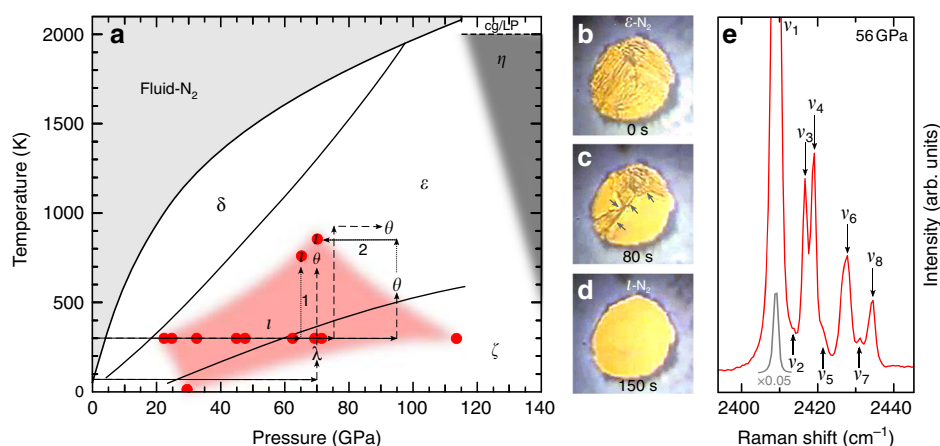 a
Temperature (K)
2000
1500
1000
500
0
0
20
40
60
80
100
120
140
Pressure (GPa)
Fluid-N₂
cg/LP
η
δ
ε
θ
2
ι
ι
θ
θ
1
ι
λ
ζ
b
ε-N₂
0 s
c
80 s
d
ι-N₂
150 s
e
ν₁
56 GPa
ν₄
ν₃
ν₆
ν₈
×0.05
ν₂
ν₅
ν₇
2400
2420
2440
Raman shift (cm⁻¹)
Intensity (arb. units)